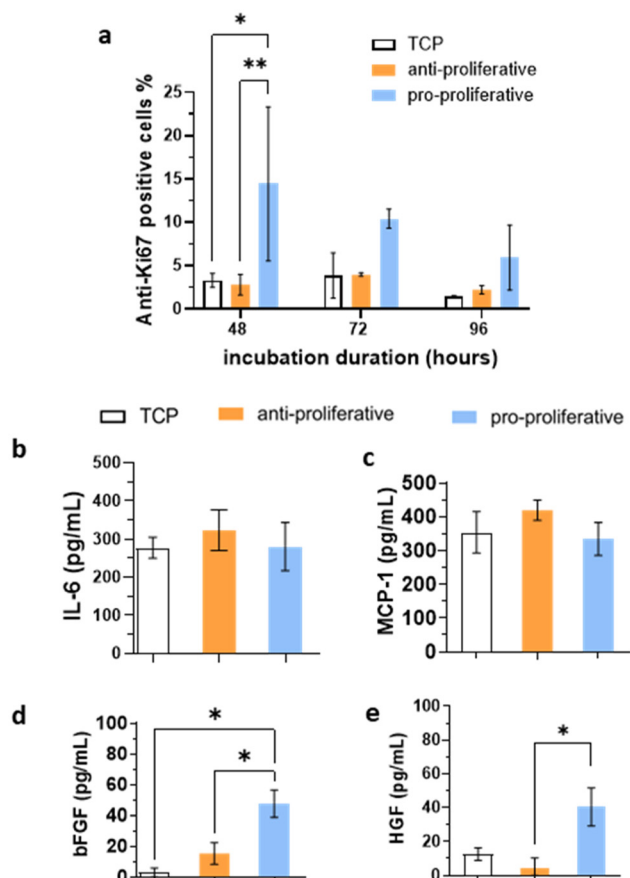 a
*
**
TCP
anti-proliferative
pro-proliferative
Anti-Ki67 positive cells %
25
20
15
10
5
0
48 72 96
incubation duration (hours)
TCP anti-proliferative pro-proliferative
b
IL-6 (pg/mL)
500
400
300
200
100
0
c
MCP-1 (pg/mL)
500
400
300
200
100
0
d
*
*
bFGF (pg/mL)
100
80
60
40
20
0
e
*
HGF (pg/mL)
100
80
60
40
20
0